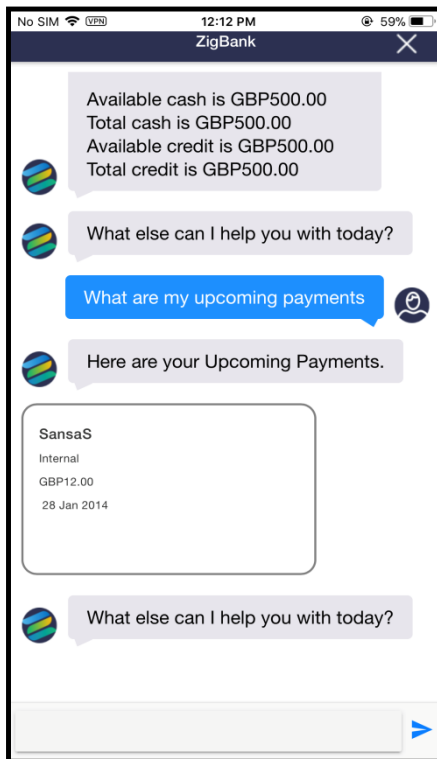 No SIM VPN 12:12 PM 59%
ZigBank
Available cash is GBP500.00
Total cash is GBP500.00
Available credit is GBP500.00
Total credit is GBP500.00
What else can I help you with today?
What are my upcoming payments
Here are your Upcoming Payments.
SansaS
Internal
GBP12.00
28 Jan 2014
What else can I help you with today?